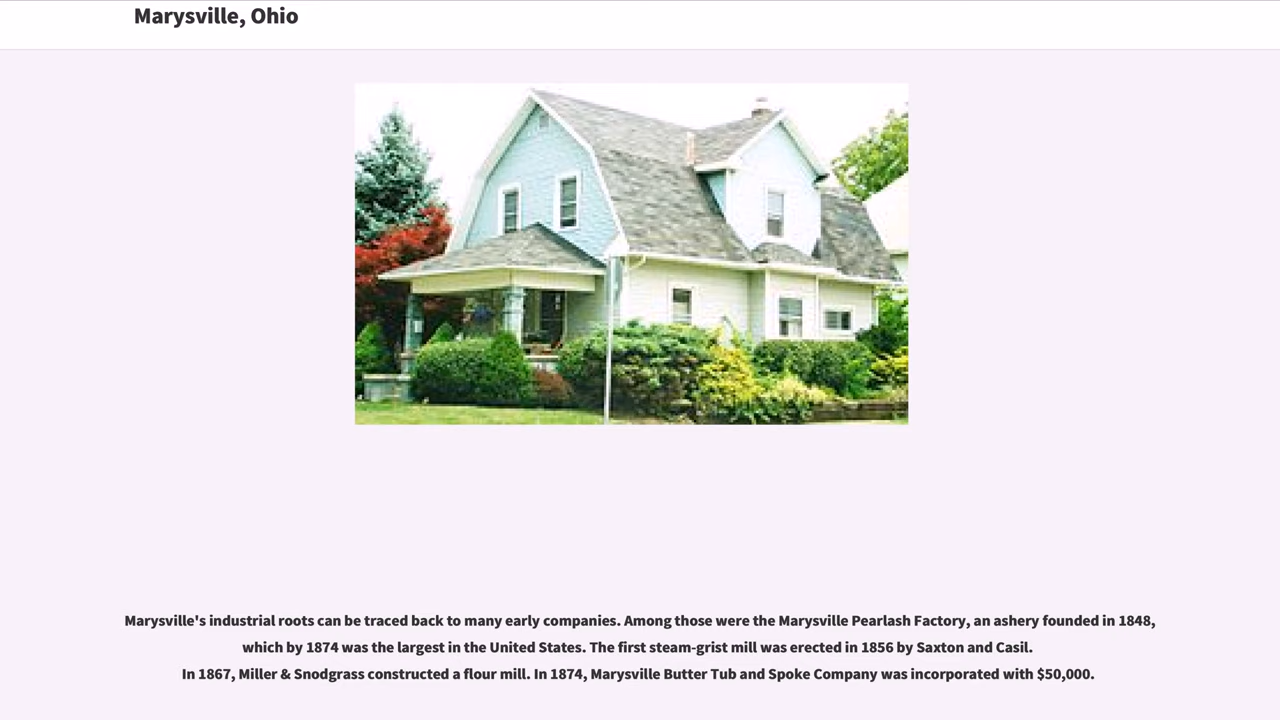 Marysville, Ohio
Marysville's industrial roots can be traced back to many early companies. Among those were the Marysville Pearlash Factory, an ashery founded in 1848,
which by 1874 was the largest in the United States. The first steam-grist mill was erected in 1856 by Saxton and Casil.
In 1867, Miller & Snodgrass constructed a flour mill. In 1874, Marysville Butter Tub and Spoke Company was incorporated with $50,000.